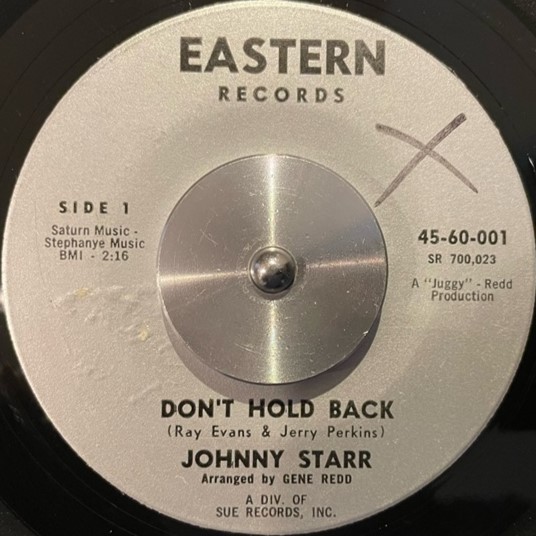 EASTERN
RECORDS
SIDE 1
Saturn Music -
Stephanye Music
BMI - 2:16
45-60-001
SR 700,023
A "Juggy" - Redd
Production
DON'T HOLD BACK
(Ray Evans & Jerry Perkins)
JOHNNY STARR
Arranged by GENE REDD
A DIV. OF
SUE RECORDS, INC.